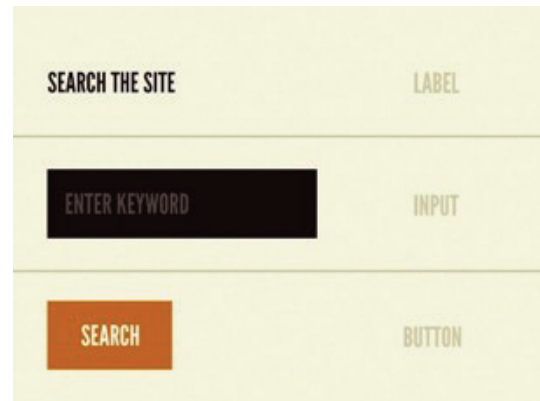 SEARCH THE SITE LABEL
ENTER KEYWORD INPUT
SEARCH BUTTON